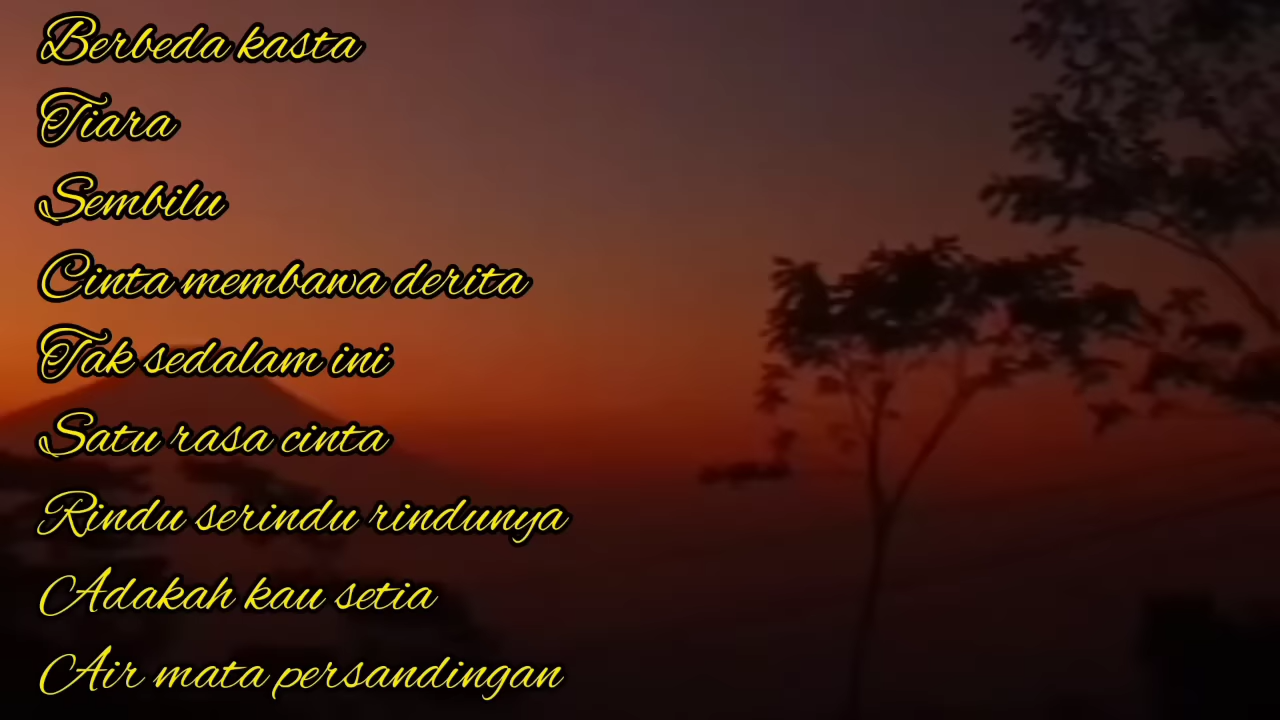 Berbeda kasta
Tiara
Sembilu
Cinta membawa derita
Tak sedalam ini
Satu rasa cinta
Rindu serindu rindunya
Adakah kau setia
Air mata persandingan